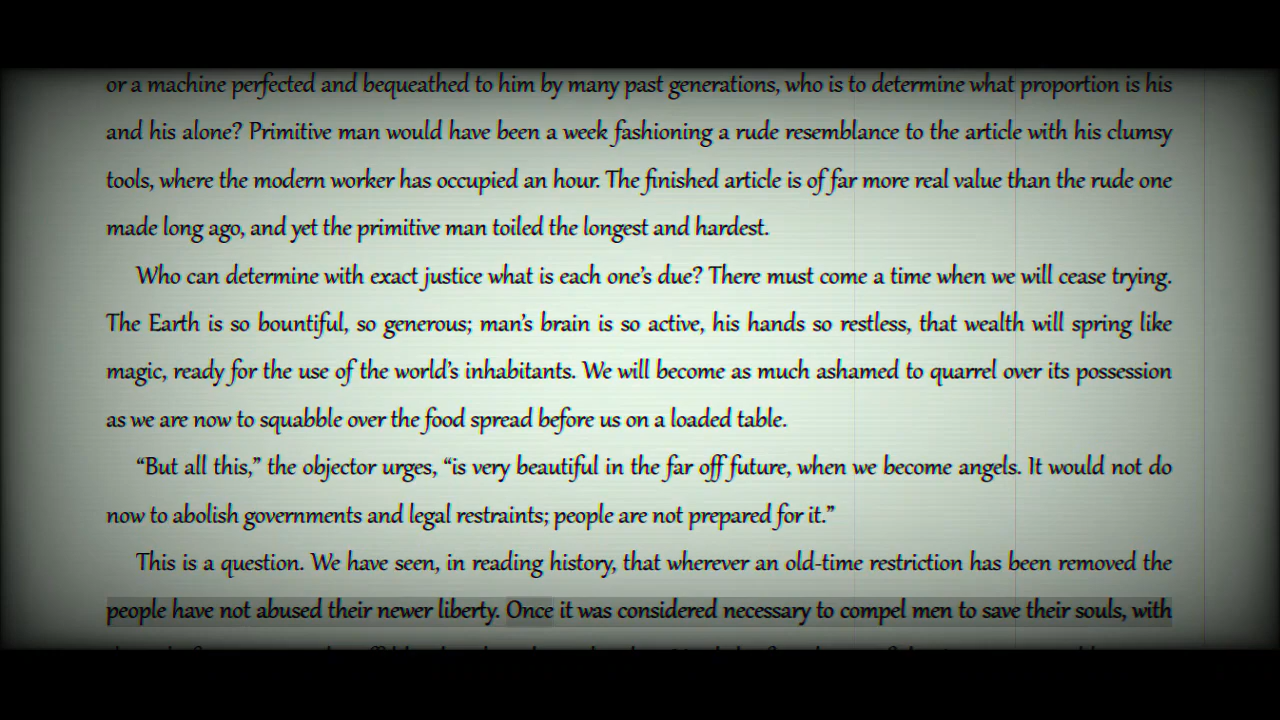 or a machine perfected and bequeathed to him by many past generations, who is to determine what proportion is his
and his alone? Primitive man would have been a week fashioning a rude resemblance to the article with his clumsy
tools, where the modern worker has occupied an hour. The finished article is of far more real value than the rude one
made long ago, and yet the primitive man toiled the longest and hardest.
Who can determine with exact justice what is each one’s due? There must come a time when we will cease trying.
The Earth is so bountiful, so generous; man’s brain is so active, his hands so restless, that wealth will spring like
magic, ready for the use of the world’s inhabitants. We will become as much ashamed to quarrel over its possession
as we are now to squabble over the food spread before us on a loaded table.
“But all this,” the objector urges, “is very beautiful in the far off future, when we become angels. It would not do
now to abolish governments and legal restraints; people are not prepared for it.”
This is a question. We have seen, in reading history, that wherever an old-time restriction has been removed the
people have not abused their newer liberty. Once it was considered necessary to compel men to save their souls, with